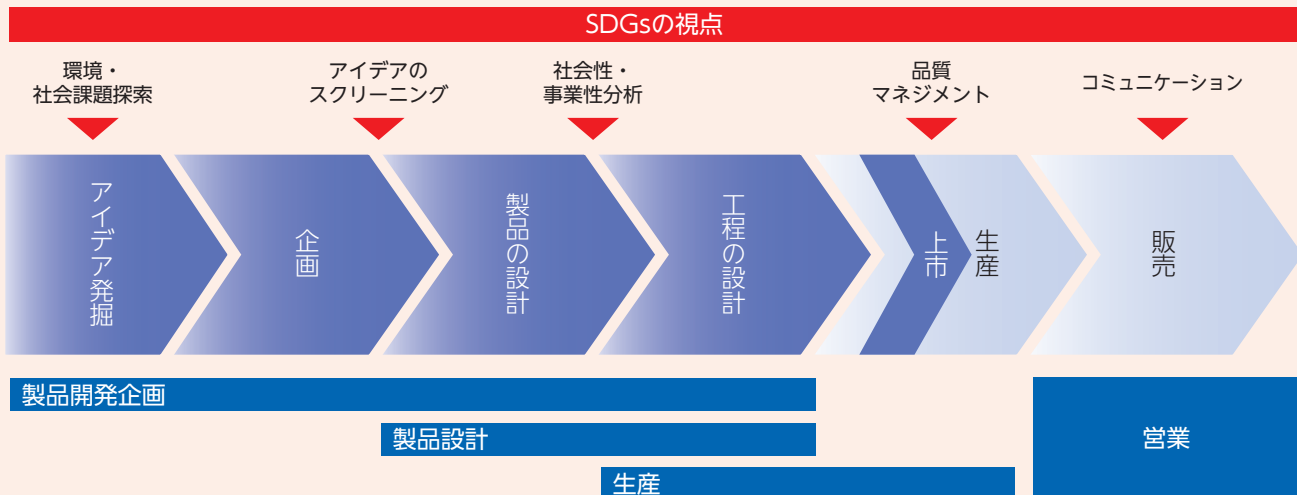 SDGsの視点
環境・
社会課題探索
アイデアの
スクリーニング
社会性・
事業性分析
品質
マネジメント
コミュニケーション
アイデア発掘
企画
製品の設計
工程の設計
上市
生産
販売
製品開発企画
製品設計
生産
営業